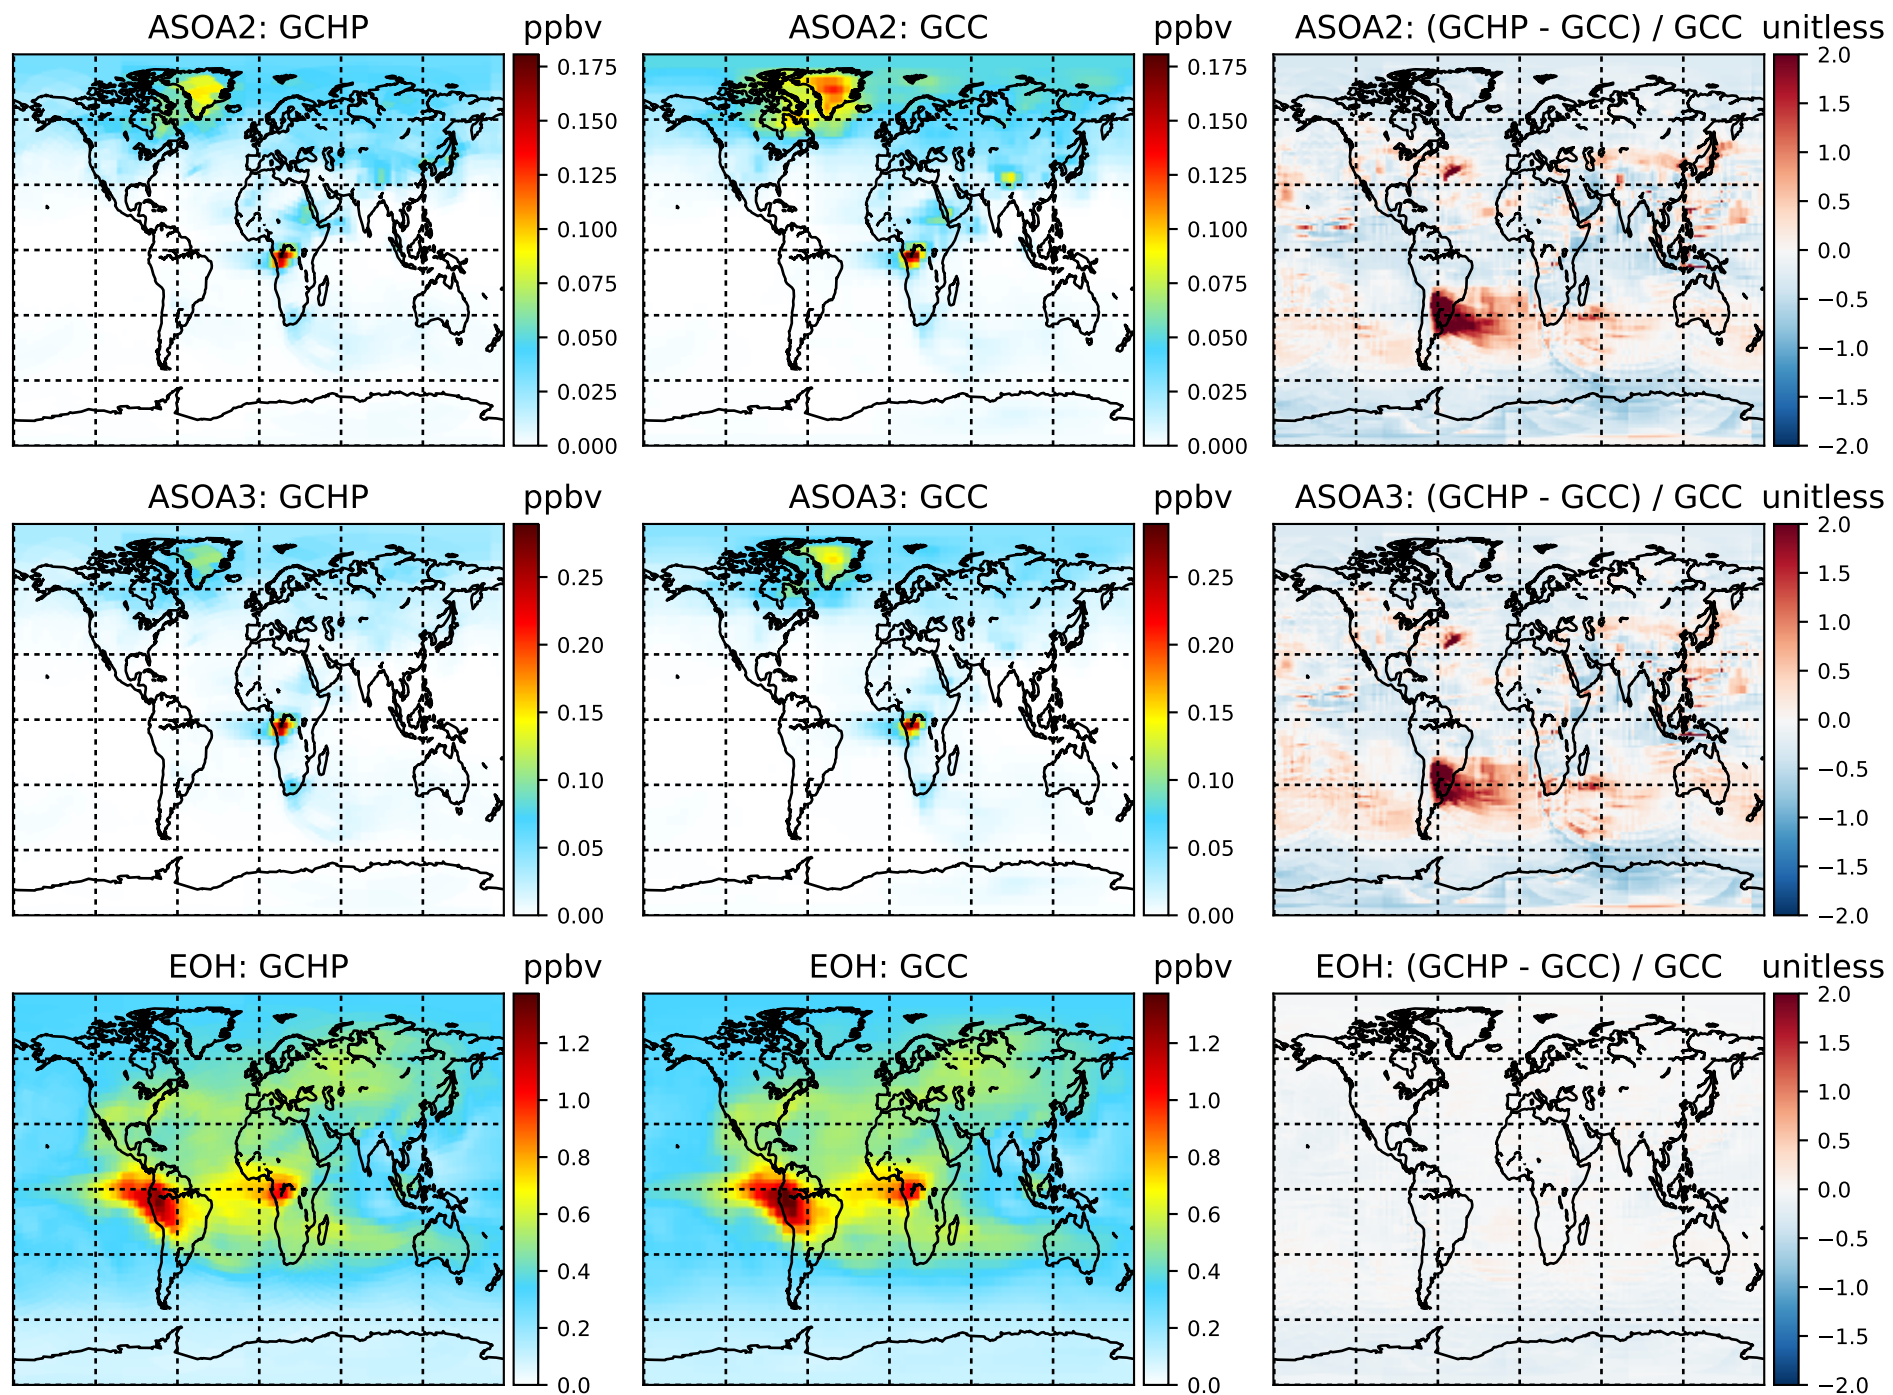 ASOA2: GCHP ppbv ASOA2: GCC ppbv ASOA2: (GCHP - GCC) / GCC unitless
0.175 0.175 2.0
0.150 0.150 1.5
0.125 0.125 1.0
0.100 0.100 0.5
0.075 0.075 0.0
0.050 0.050 −0.5
0.025 0.025 −1.0
0.000 0.000 −1.5
−2.0
ASOA3: GCHP ppbv ASOA3: GCC ppbv ASOA3: (GCHP - GCC) / GCC unitless
0.25 0.25 2.0
0.20 0.20 1.5
0.15 0.15 1.0
0.10 0.10 0.5
0.05 0.05 0.0
0.00 0.00 −0.5
−1.0
−1.5
−2.0
EOH: GCHP ppbv EOH: GCC ppbv EOH: (GCHP - GCC) / GCC unitless
1.2 1.2 2.0
1.0 1.0 1.5
0.8 0.8 1.0
0.6 0.6 0.5
0.4 0.4 0.0
0.2 0.2 −0.5
0.0 0.0 −1.0
−1.5
−2.0